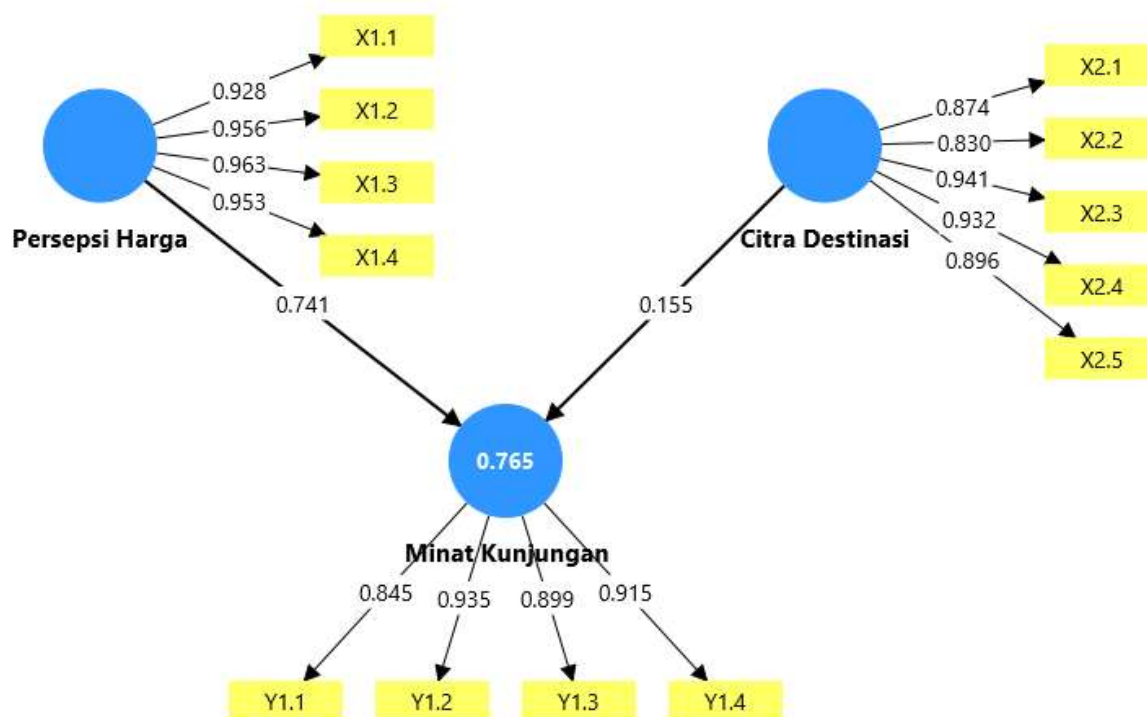 X1.1
0.928
X1.2
0.956
X1.3
0.963
X1.4
0.953
Persepsi Harga
0.741
X2.1
0.874
X2.2
0.830
X2.3
0.941
X2.4
0.932
X2.5
0.896
Citra Destinasi
0.155
0.765
Minat Kunjungan
0.845
0.935
0.899
0.915
Y1.1
Y1.2
Y1.3
Y1.4